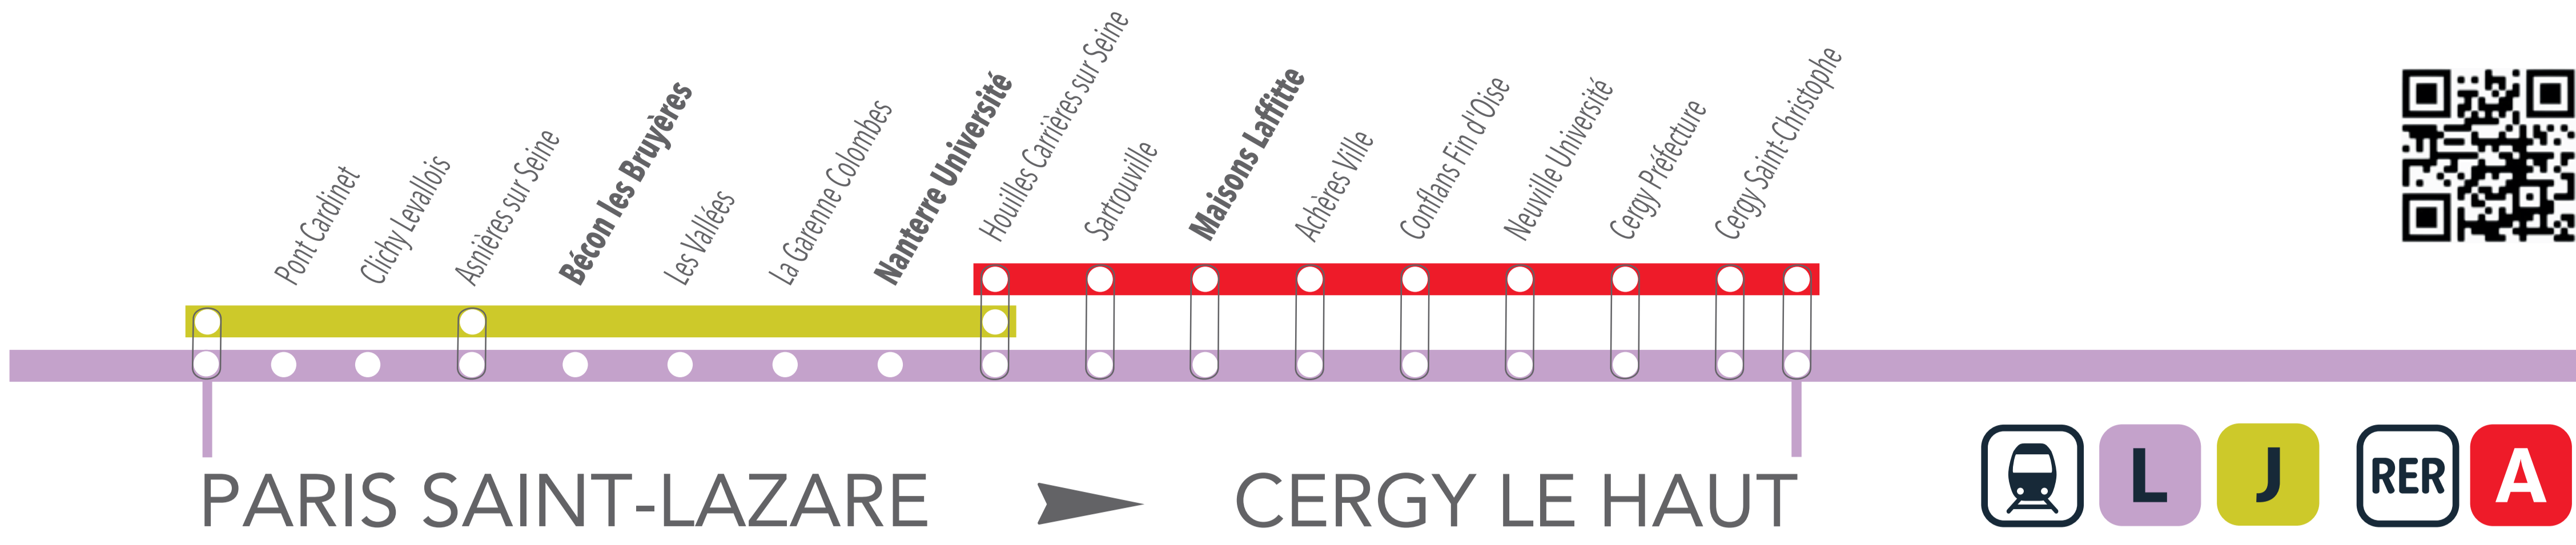 Pont Cardinet
Clichy Levallois
Asnières sur Seine
Bécon les Bruyères
Les Vallées
La Garenne Colombes
Nanterre Université
Houilles Carrières sur Seine
Sartrouville
Maisons Laffitte
Achères Ville
Conflans Fin d'Oise
Neuville Université
Cergy Préfecture
Cergy Saint-Christophe
PARIS SAINT-LAZARE
CERGY LE HAUT
L
J
RER
A